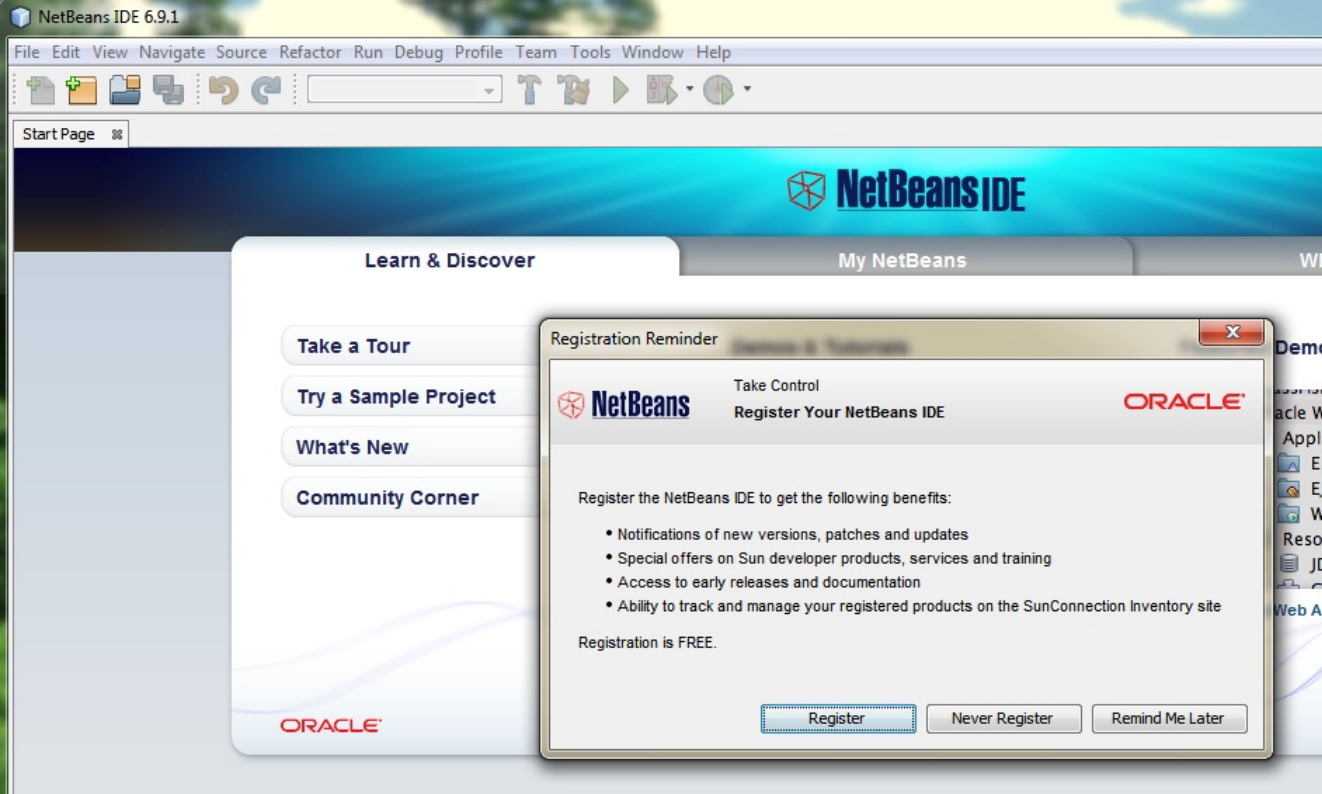 NetBeans IDE 6.9.1
File Edit View Navigate Source Refactor Run Debug Profile Team Tools Window Help
Start Page
NetBeans IDE
Learn & Discover
My NetBeans
Take a Tour
Try a Sample Project
What's New
Community Corner
ORACLE
Registration Reminder
Demos & Tutorials
NetBeans
Take Control
Register Your NetBeans IDE
ORACLE
Register the NetBeans IDE to get the following benefits:
• Notifications of new versions, patches and updates
• Special offers on Sun developer products, services and training
• Access to early releases and documentation
• Ability to track and manage your registered products on the SunConnection Inventory site
Registration is FREE.
Register
Never Register
Remind Me Later
Web A